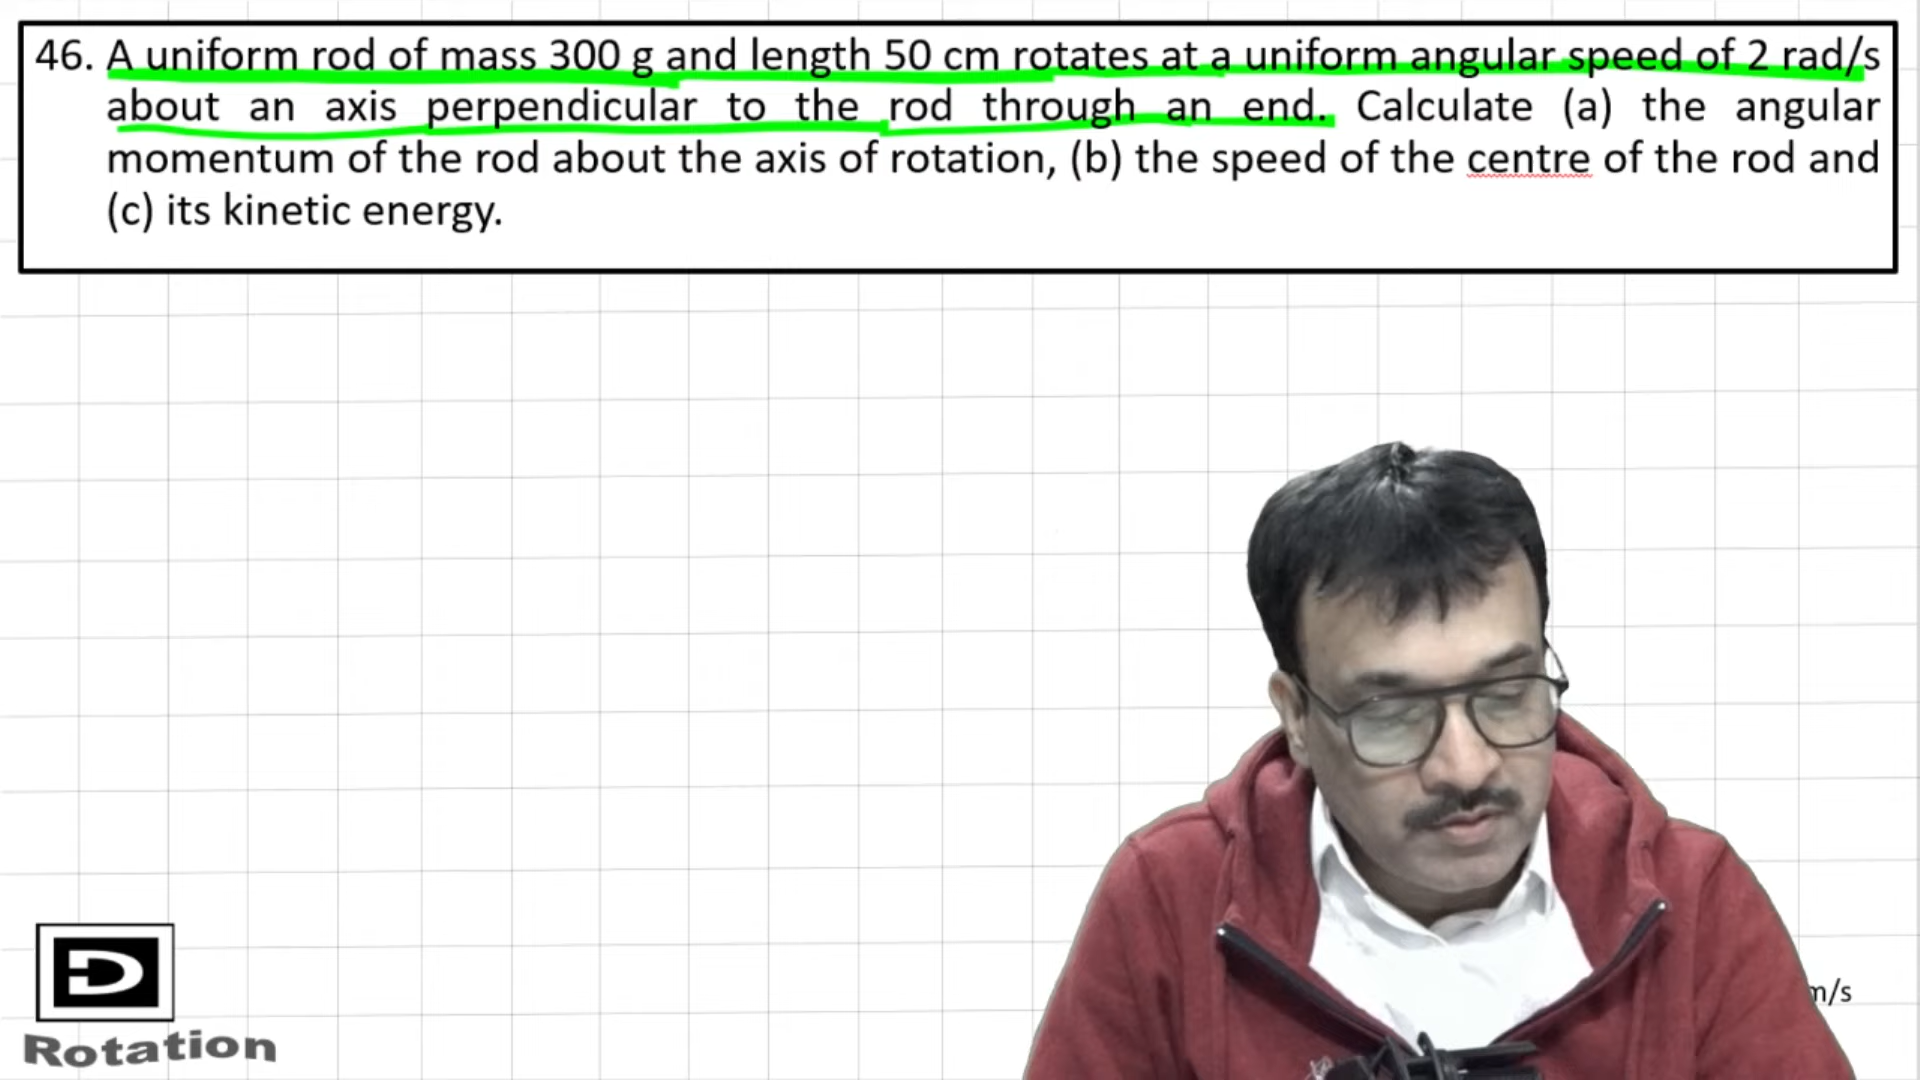 46. A uniform rod of mass 300 g and length 50 cm rotates at a uniform angular speed of 2 rad/s
about an axis perpendicular to the rod through an end. Calculate (a) the angular
momentum of the rod about the axis of rotation, (b) the speed of the centre of the rod and
(c) its kinetic energy.
m/s
D
Rotation